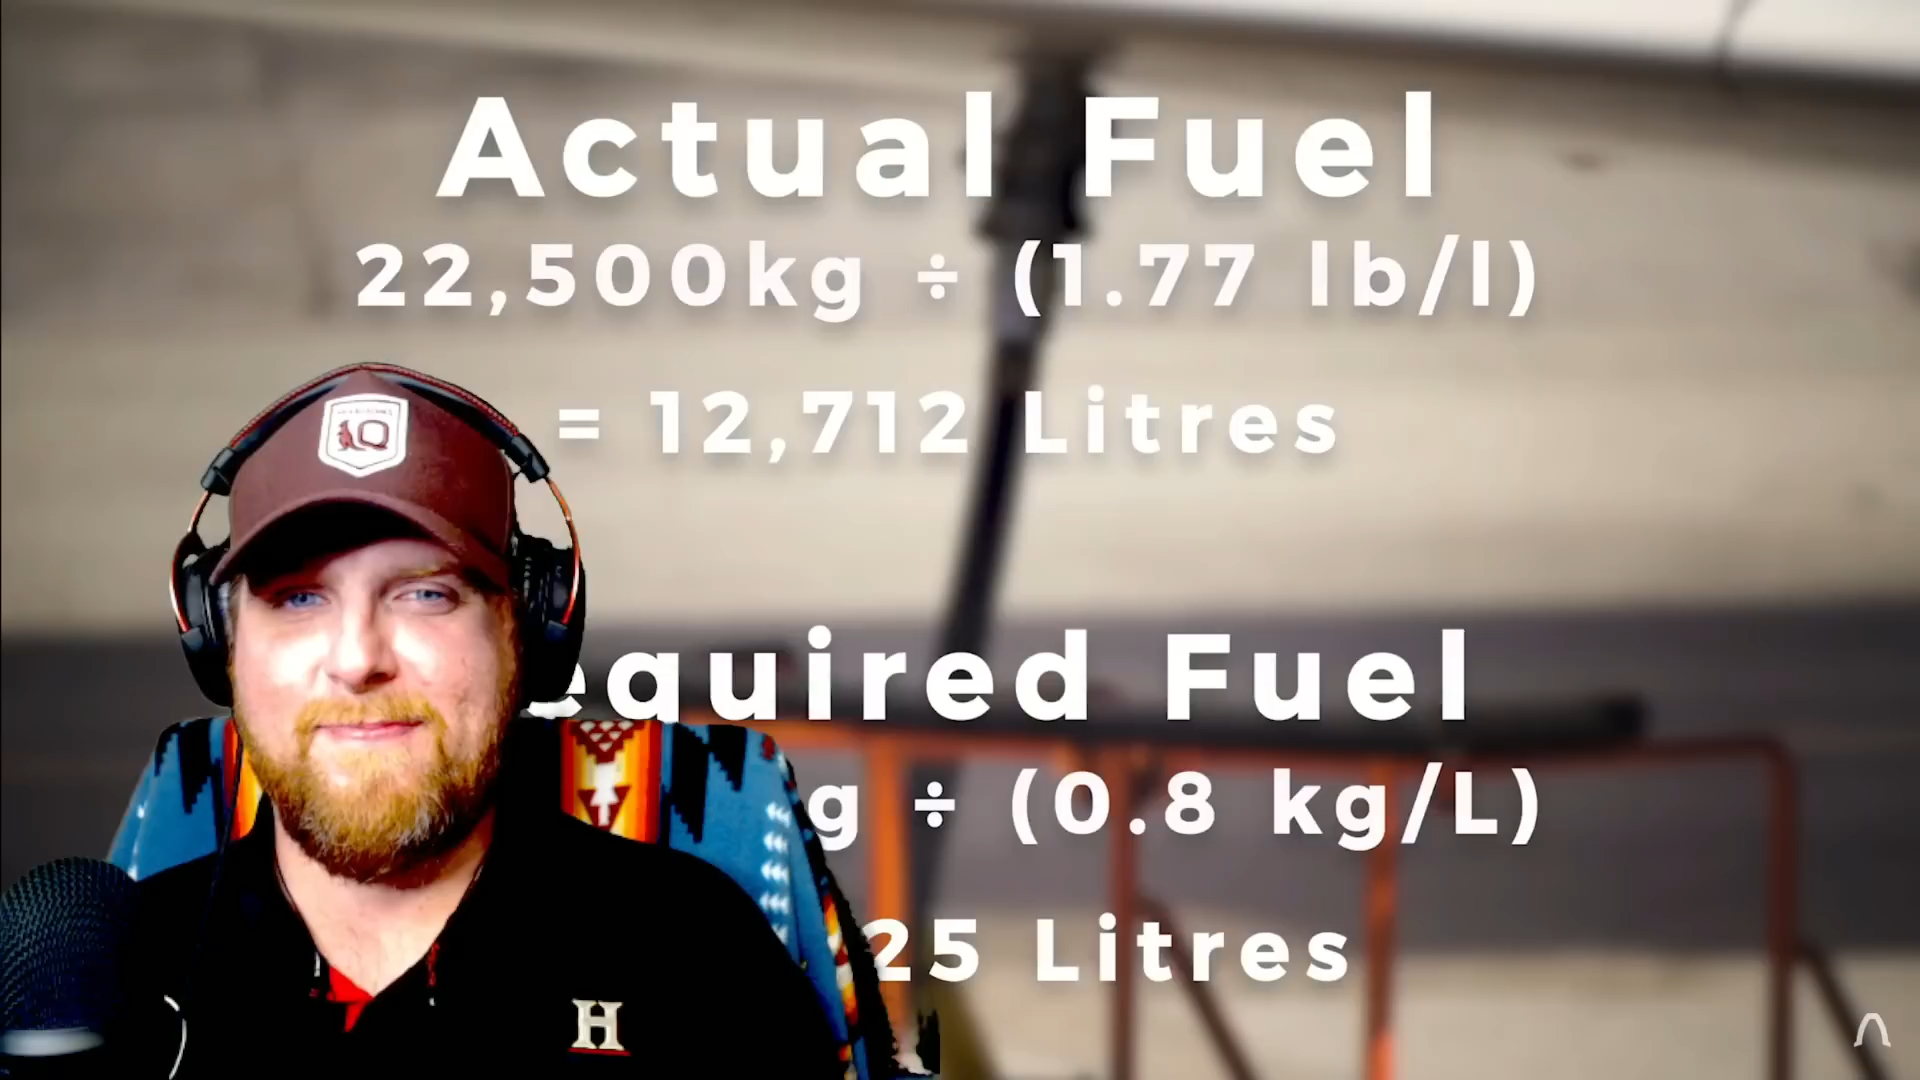 Actual Fuel
22,500kg ÷ (1.77 lb/l)
= 12,712 Litres
equired Fuel
g ÷ (0.8 kg/L)
25 Litres
Q
H